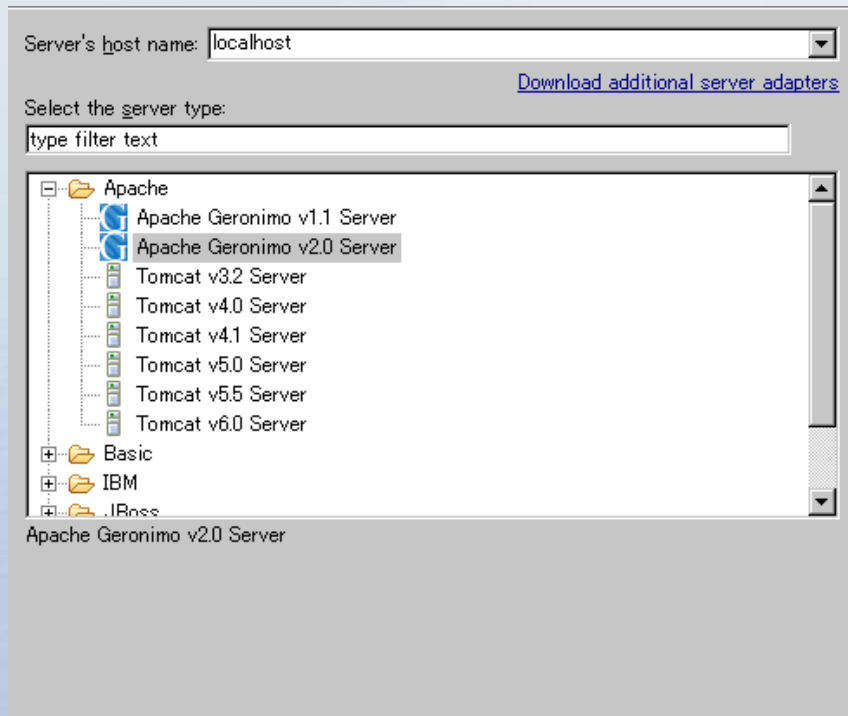 Server's host name: localhost
Download additional server adapters
Select the server type:
type filter text
Apache
Apache Geronimo v1.1 Server
Apache Geronimo v2.0 Server
Tomcat v3.2 Server
Tomcat v4.0 Server
Tomcat v4.1 Server
Tomcat v5.0 Server
Tomcat v5.5 Server
Tomcat v6.0 Server
Basic
IBM
JBoss
Apache Geronimo v2.0 Server